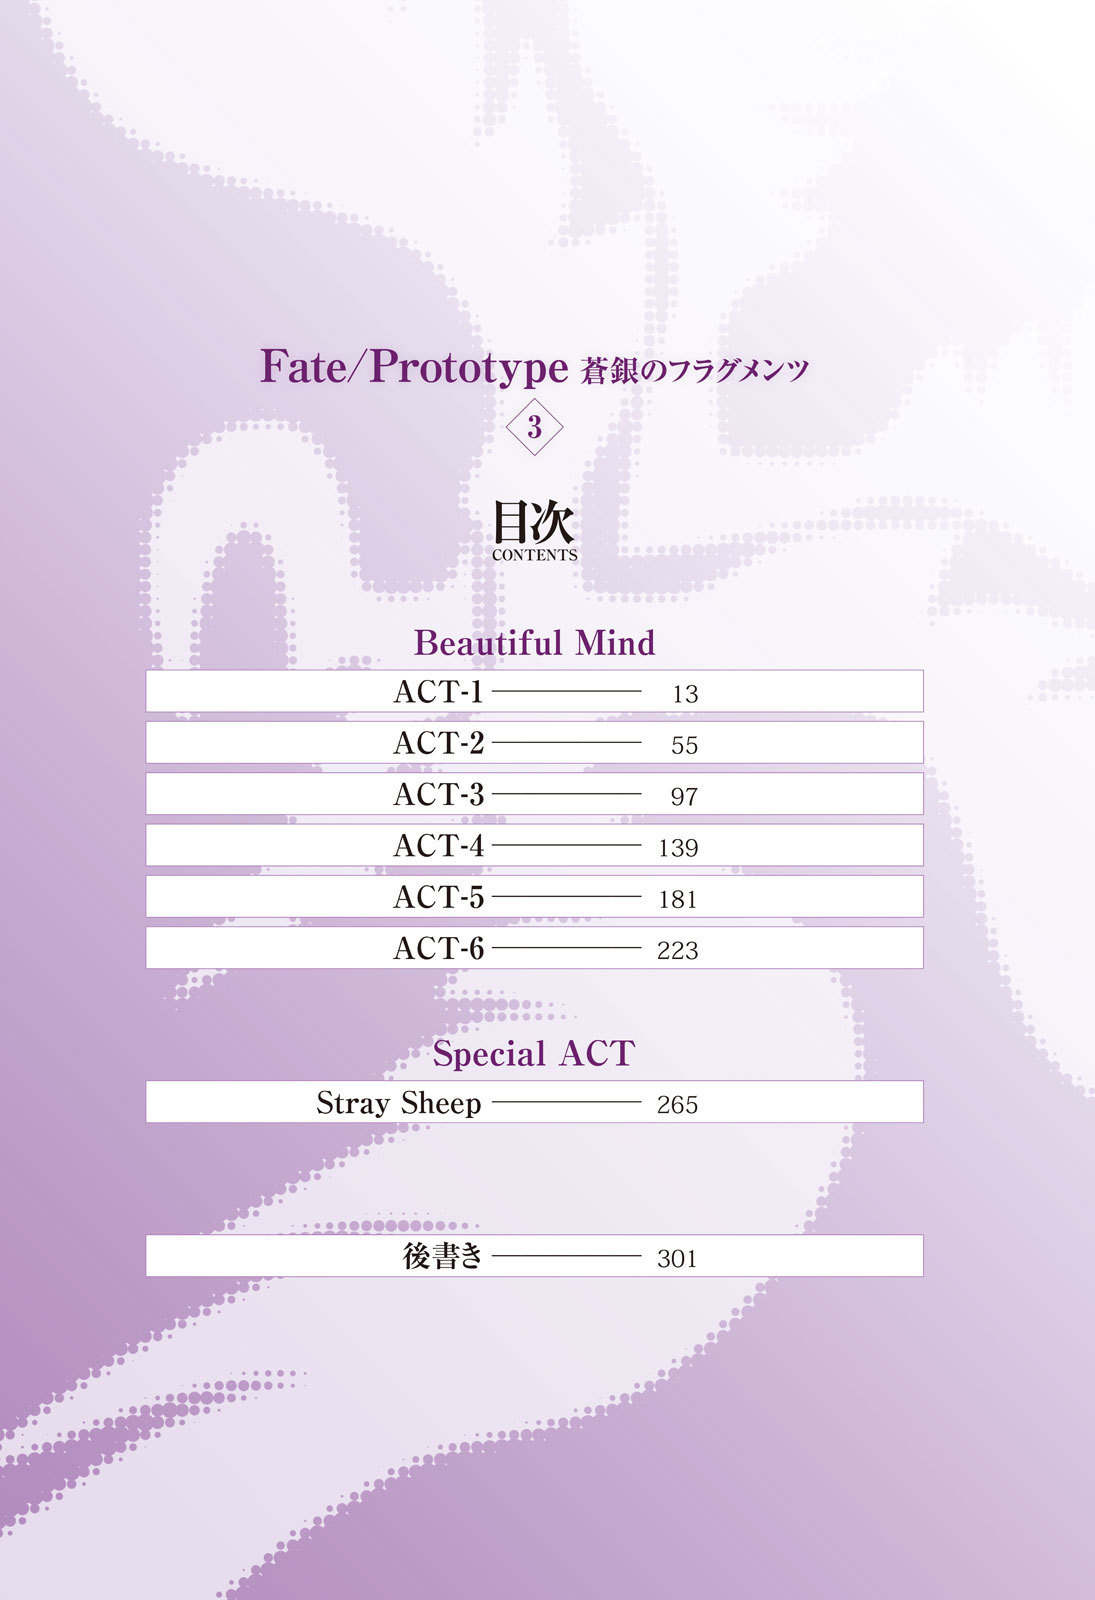 Fate/Prototype 蒼銀のフラグメンツ
3
目次
CONTENTS
Beautiful Mind
ACT-1 13
ACT-2 55
ACT-3 97
ACT-4 139
ACT-5 181
ACT-6 223
Special ACT
Stray Sheep 265
後書き 301